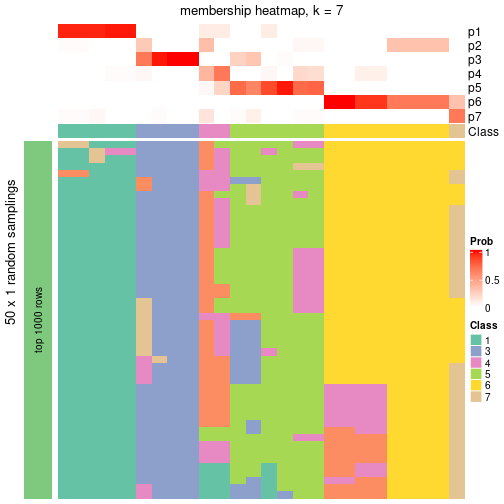 membership heatmap, k = 7
p1
p2
p3
p4
p5
p6
p7
Class
50 x 1 random samplings
top 1000 rows
Prob
1
0.5
0
Class
1
3
4
5
6
7